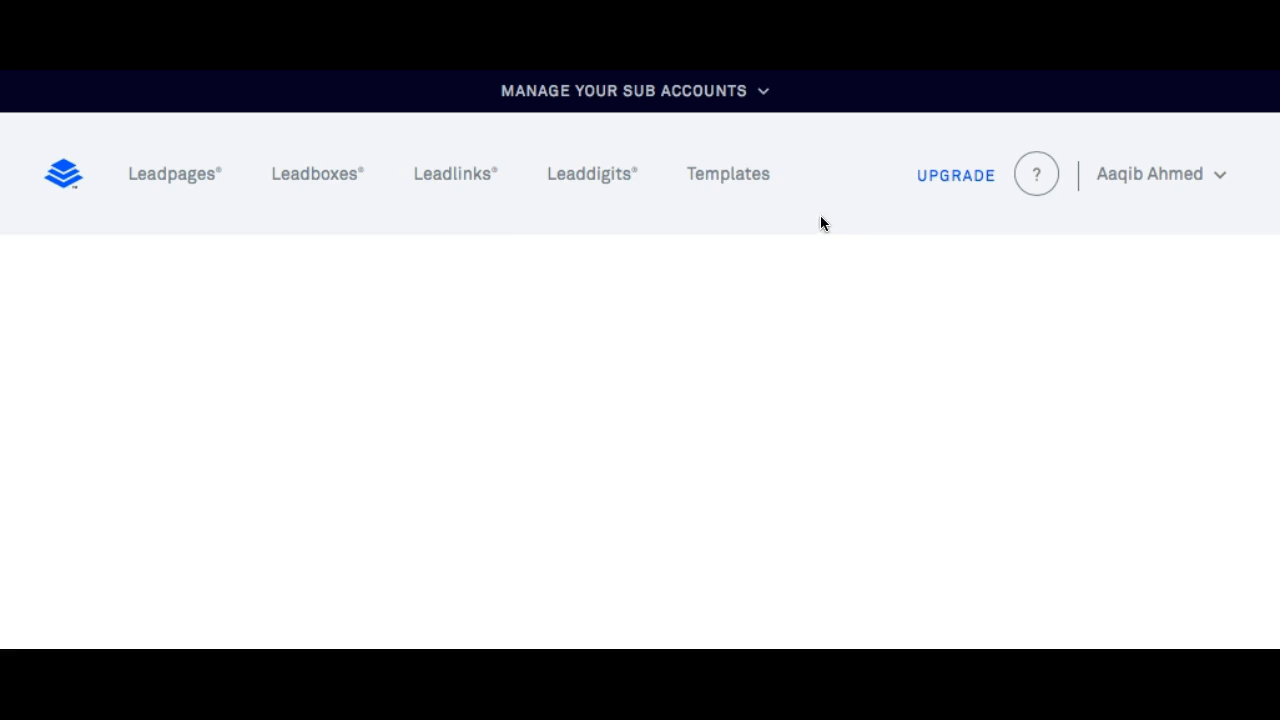 MANAGE YOUR SUB ACCOUNTS
Leadpages® Leadboxes® Leadlinks® Leaddigits® Templates UPGRADE ? Aaqib Ahmed